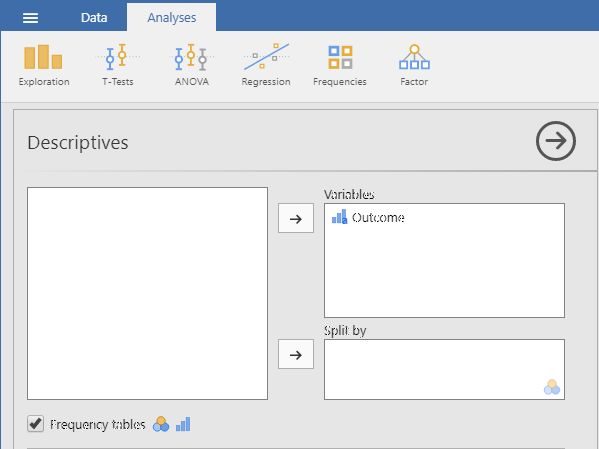 Data Analyses
Exploration T-Tests ANOVA Regression Frequencies Factor
Descriptives
Variables
a Outcome
Split by
Frequency tables